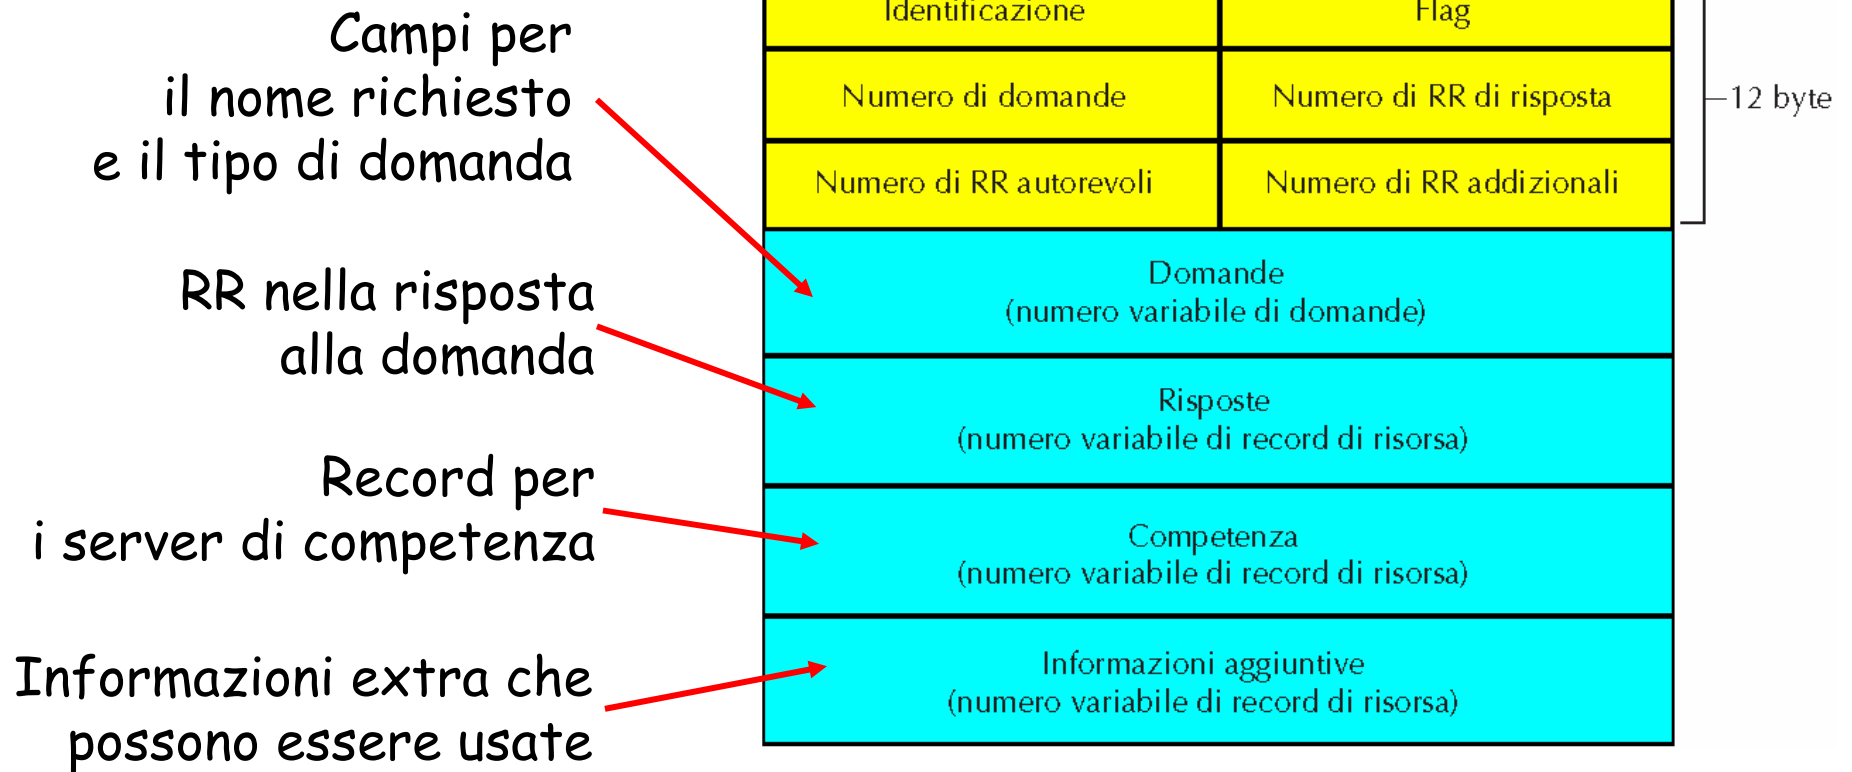 Campi per
il nome richiesto
e il tipo di domanda
RR nella risposta
alla domanda
Record per
i server di competenza
Informazioni extra che
possono essere usate
Identificazione
Flag
Numero di domande
Numero di RR di risposta
Numero di RR autorevoli
Numero di RR addizionali
12 byte
Domande
(numero variabile di domande)
Risposte
(numero variabile di record di risorsa)
Competenza
(numero variabile di record di risorsa)
Informazioni aggiuntive
(numero variabile di record di risorsa)